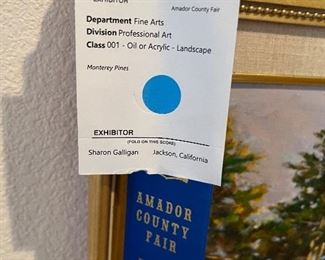 EXHIBITOR
Amador County Fair
Department Fine Arts
Division Professional Art
Class 001 - Oil or Acrylic - Landscape
Monterey Pines
EXHIBITOR
(FOLD ON THIS SCORE)
Sharon Galligan Jackson, California
AMADOR
COUNTY
FAIR